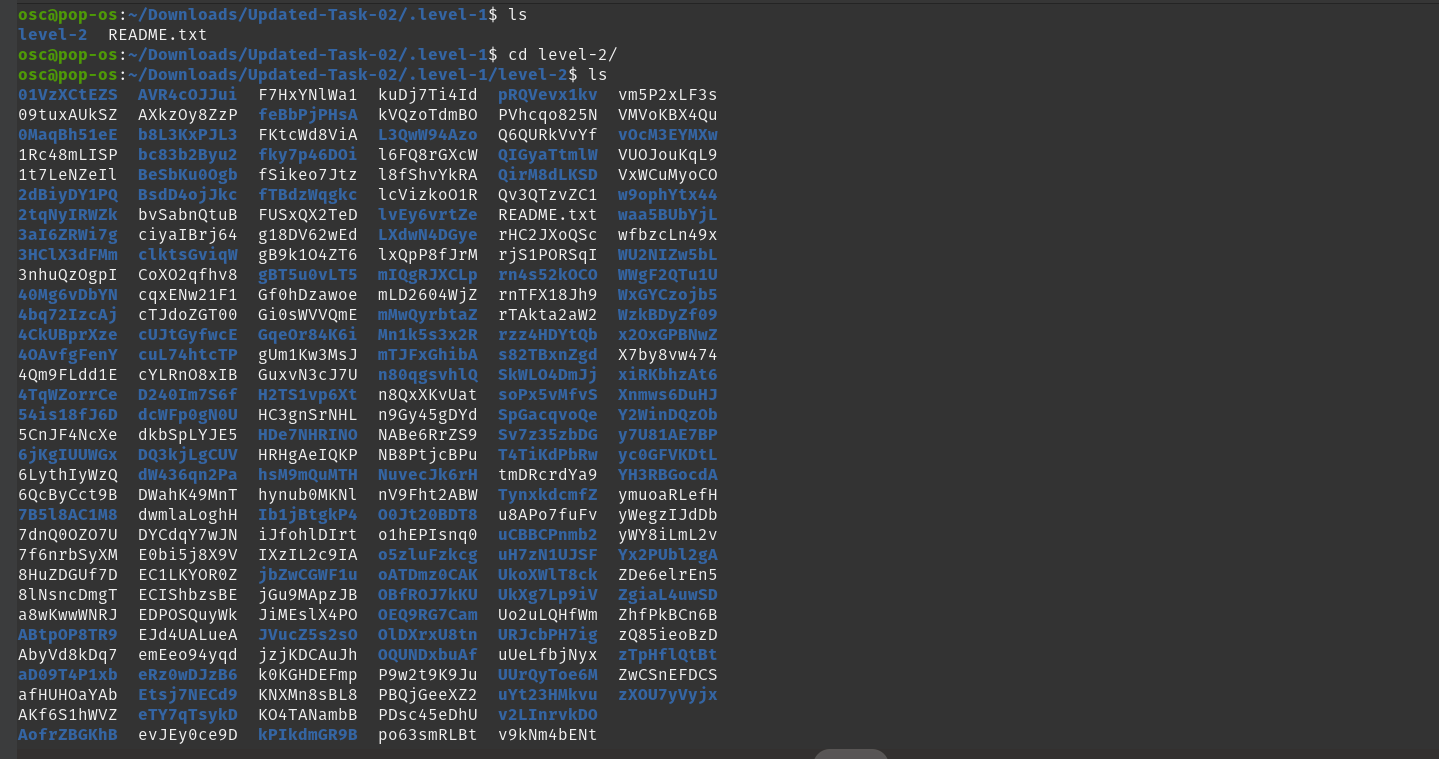 osc@pop-os:~/Downloads/Updated-Task-02/.level-1$ ls
level-2  README.txt
osc@pop-os:~/Downloads/Updated-Task-02/.level-1$ cd level-2/
osc@pop-os:~/Downloads/Updated-Task-02/.level-1/level-2$ ls
01VzXCtEZS  AVR4cOJJui  F7HxYNlWa1  kuDj7Ti4Id  pRQVevx1kv  vm5P2xLF3s
09tuxAUkSZ  AXkzOy8ZzP  feBbPjPHsA  kVQzoTdmBO  PVhcqo825N  VMVoKBX4Qu
0MaqBh51eE  b8L3KxPJL3  FKtcWd8ViA  L3QwW94Azo  Q6QURkVvYf  vOcM3EYMXw
1Rc48mLISP  bc83b2Byu2  fky7p46DOi  l6FQ8rGXcW  QIGyaTtmlW  VUOJouKqL9
1t7LeNZeIl  BeSbKu0Ogb  fSikeo7Jtz  l8fShvYkRA  QirM8dLKSD  VxWCuMyoCO
2dBiyDY1PQ  BsdD4ojJkc  fTBdzWqgkc  lcVizkoO1R  Qv3QTzvZC1  w9ophYtx44
2tqNyIRWZk  bvSabnQtuB  FUSxQX2TeD  lvEy6vrtZe  README.txt  waa5BUbYjL
3aI6ZRWi7g  ciyaIBrj64  g18DV62wEd  LXdwN4DGye  rHC2JXoQSc  wfbzcLn49x
3HClX3dFMm  clktsGviqW  gB9k1O4ZT6  lxQpP8fJrM  rjS1PORSqI  WU2NIZw5bL
3nhuQzOgpI  CoXO2qfhv8  gBT5u0vLT5  mIQgRJXCLp  rn4s52kOCO  WWgF2QTu1U
40Mg6vDbYN  cqxENw21F1  Gf0hDzawoe  mLD2604WjZ  rnTFX18Jh9  WxGYCzojb5
4bq72IzcAj  cTJdoZGT00  Gi0sWVVQmE  mMwQyrbtaZ  rTAkta2aW2  WzkBDyZf09
4CkUBprXze  cUJtGyfwcE  GqeOr84K6i  Mn1k5s3x2R  rzz4HDYtQb  x2OxGPBNwZ
4OAvfgFenY  cuL74htcTP  gUm1Kw3MsJ  mTJFxGhibA  s82TBxnZgd  X7by8vw474
4Qm9FLdd1E  cYLRnO8xIB  GuxvN3cJ7U  n80qgsvhlQ  SkWLO4DmJj  xiRKbhzAt6
4TqWZorrCe  D240Im7S6f  H2TS1vp6Xt  n8QxXKvUat  soPx5vMfvS  Xnmws6DuHJ
54is18fJ6D  dcWFp0gN0U  HC3gnSrNHL  n9Gy45gDYd  SpGacqvoQe  Y2WinDQzOb
5CnJF4NcXe  dkbSpLYJE5  HDe7NHRINO  NABe6RrZS9  Sv7z35zbDG  y7U81AE7BP
6jKgIUUWGx  DQ3kjLgCUV  HRHgAeIQKP  NB8PtjcBPu  T4TiKdPbRw  yc0GFVKDtL
6LythIyWzQ  dW436qn2Pa  hsM9mQuMTH  NuvecJk6rH  tmDRcrdYa9  YH3RBGocdA
6QcByCct9B  DWahK49MnT  hynub0MKNl  nV9Fht2ABW  TynxkdcmfZ  ymuoaRLefH
7B5l8AC1M8  dwmlaLoghH  Ib1jBtgkP4  O0Jt20BDT8  u8APo7fuFv  yWegzIJdDb
7dnQ0OZO7U  DYCdqY7wJN  iJfohlDIrt  o1hEPIsnq0  uCBBCPnmb2  yWY8iLmL2v
7f6nrbSyXM  E0bi5j8X9V  IXzIL2c9IA  o5zluFzkcg  uH7zN1UJSF  Yx2PUbl2gA
8HuZDGUf7D  EC1LKYOR0Z  jbZwCGWF1u  oATDmz0CAK  UkoXWlT8ck  ZDe6elrEn5
8lNsncDmgT  ECIShbzsBE  jGu9MApzJB  OBfROJ7kKU  UkXg7Lp9iV  ZgiaL4uwSD
a8wKwwWNRJ  EDPOSQuyWk  JiMEslX4PO  OEQ9RG7Cam  Uo2uLQHfWm  ZhfPkBCn6B
ABtpOP8TR9  EJd4UALueA  JVucZ5s2sO  OlDXrxU8tn  URJcbPH7ig  zQ85ieoBzD
AbyVd8kDq7  emEeo94yqd  jzjKDCAuJh  OQUNDxbuAf  uUeLfbjNyx  zTpHflQtBt
aD09T4P1xb  eRz0wDJzB6  k0KGHDEFmp  P9w2t9K9Ju  UUrQyToe6M  ZwCSnEFDCS
afHUHOaYAb  Etsj7NECd9  KNXMn8sBL8  PBQjGeeXZ2  uYt23HMkvu  zXOU7yVyjx
AKf6S1hWVZ  eTY7qTsykD  KO4TANambB  PDsc45eDhU  v2LInrvkDO
AofrZBGKhB  evJEy0ce9D  kPIkdmGR9B  po63smRLBt  v9kNm4bENt